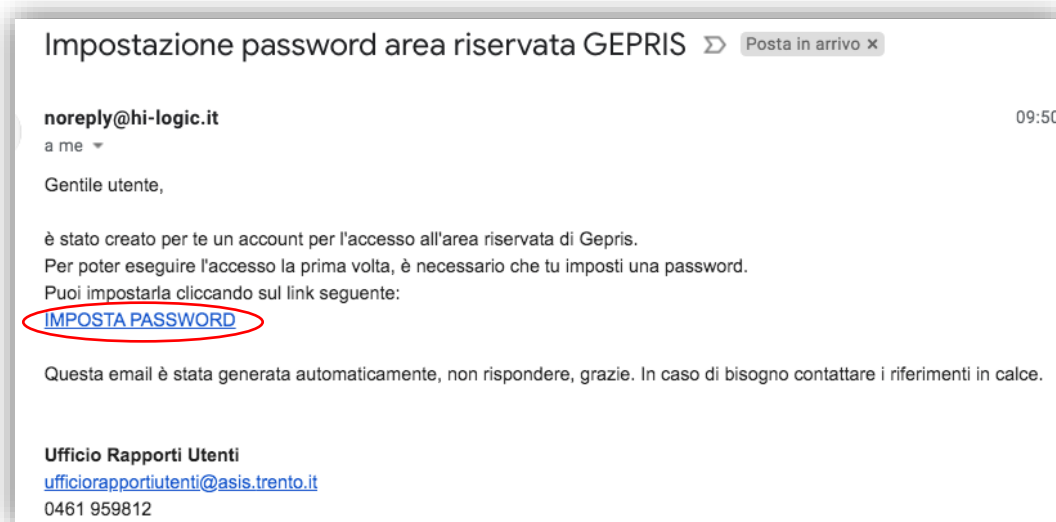 Impostazione password area riservata GEPRIS Posta in arrivo ×
noreply@hi-logic.it 09:50
a me
Gentile utente,
è stato creato per te un account per l'accesso all'area riservata di Gepris.
Per poter eseguire l'accesso la prima volta, è necessario che tu imposti una password.
Puoi impostarla cliccando sul link seguente:
IMPOSTA PASSWORD
Questa email è stata generata automaticamente, non rispondere, grazie. In caso di bisogno contattare i riferimenti in calce.
Ufficio Rapporti Utenti
ufficiorapportiutenti@asis.trento.it
0461 959812